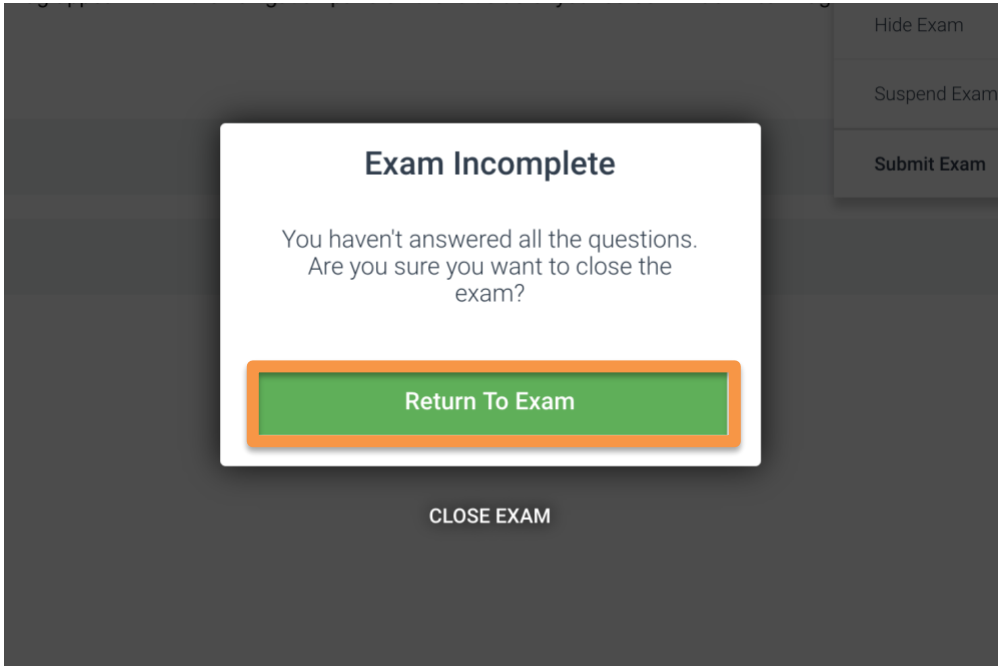 Hide Exam
Suspend Exam
Submit Exam
Exam Incomplete
You haven't answered all the questions.
Are you sure you want to close the
exam?
Return To Exam
CLOSE EXAM